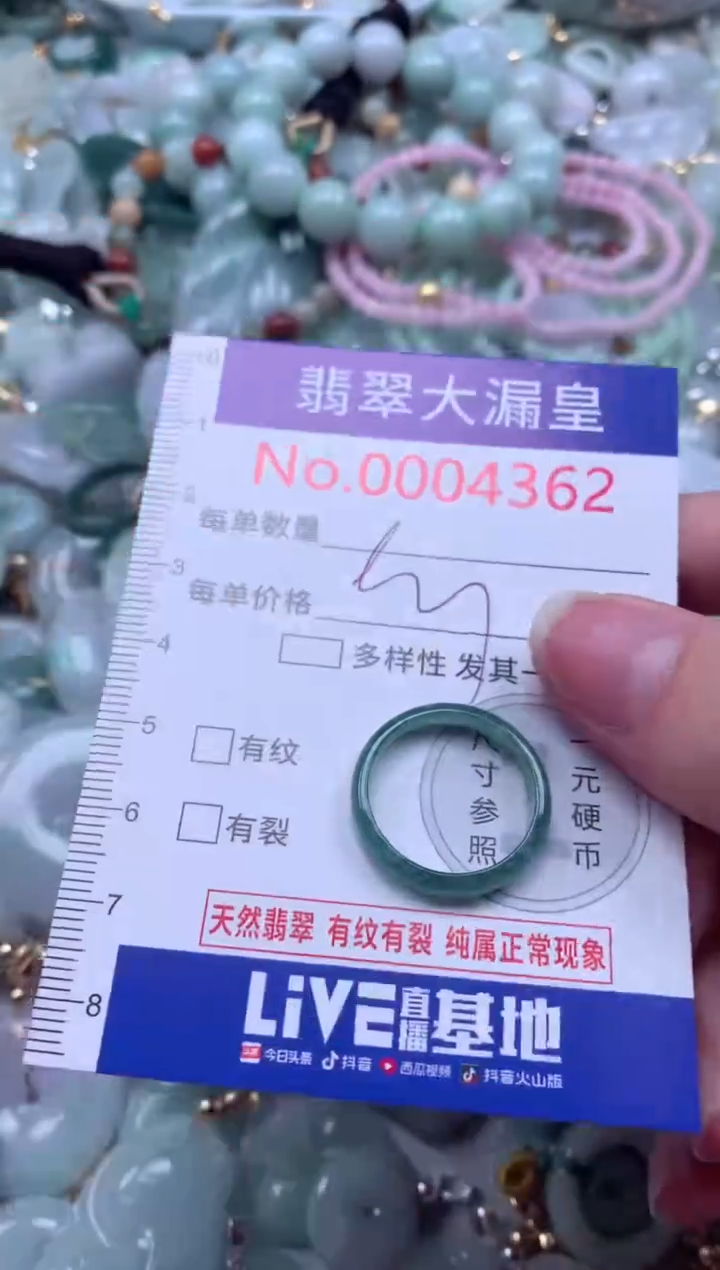 翡翠大漏皇
No.0004362
每单数量
每单价格
多样性 发其一
有纹
有裂
寸参照
一元硬币
天然翡翠 有纹有裂 纯属正常现象
LiVE直播基地
今日头条 抖音 西瓜视频 抖音火山版
0
1
2
3
4
5
6
7
8